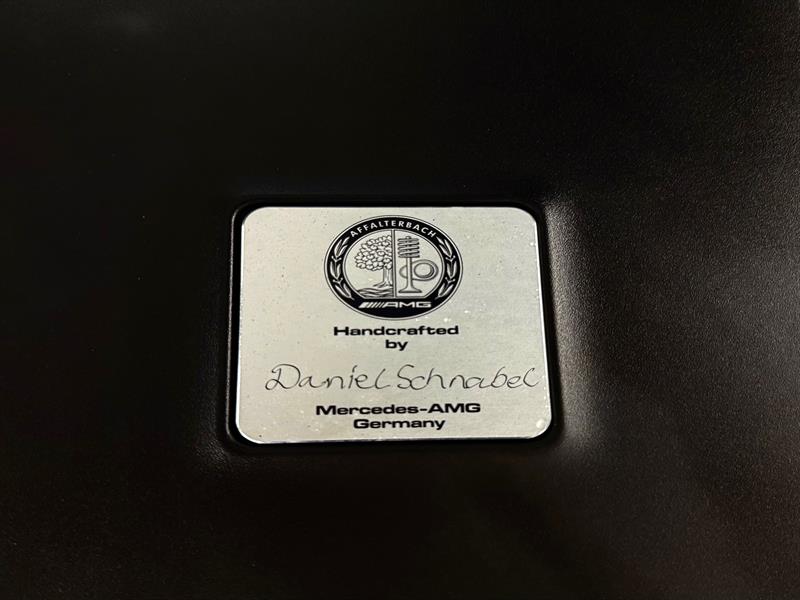 AFFALTERBACH
AMG
Handcrafted
by
Daniel Schnabel
Mercedes-AMG
Germany